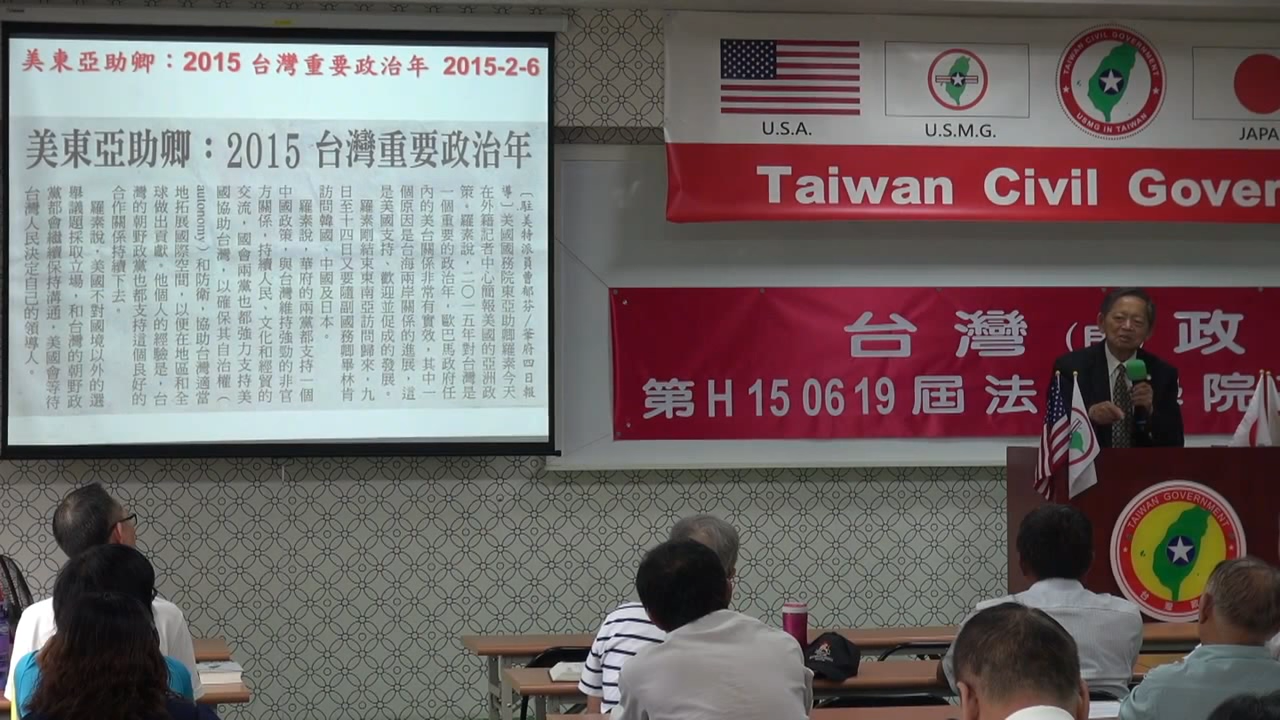 美東亞助卿：2015 台灣重要政治年 2015-2-6
美東亞助卿：2015 台灣重要政治年
〔駐美特派員曹郁芬／華府四日報
導〕美國國務院東亞助卿羅素今天
在外籍記者中心簡報美國的亞洲政
策。羅素說，二〇一五年對台灣是
一個重要的政治年，歐巴馬政府任
內的美台關係非常有實效，其中一
個原因是台海兩岸關係的進展，這
是美國支持、歡迎並促成的發展。
羅素剛結束東南亞訪問歸來，九
日至十四日又要隨副國務卿畢林肯
訪問韓國、中國及日本。
羅素說，華府的兩黨都支持一個
中國政策，與台灣維持強勁的非官
方關係，持續人民、文化和經貿的
交流，國會兩黨也都強力支持美
國協助台灣，以確保其自治權（
autonomy）和防衛，協助台灣適當
地拓展國際空間，以便在地區和全
球做出貢獻。他個人的經驗是，台
灣的朝野政黨也都支持這個良好的
合作關係持續下去。
羅素說，美國不對國境以外的選
舉議題採取立場，和台灣的朝野政
黨都會繼續保持溝通，美國會等待
台灣人民決定自己的領導人。
U.S.A.
U.S.M.G.
TAIWAN CIVIL GOVERNMENT
USMG IN TAIWAN
JAPA
Taiwan Civil Gover
台灣（民 政
第H 15 06 19 屆 法 學院
TAIWAN GOVERNMENT
台灣政